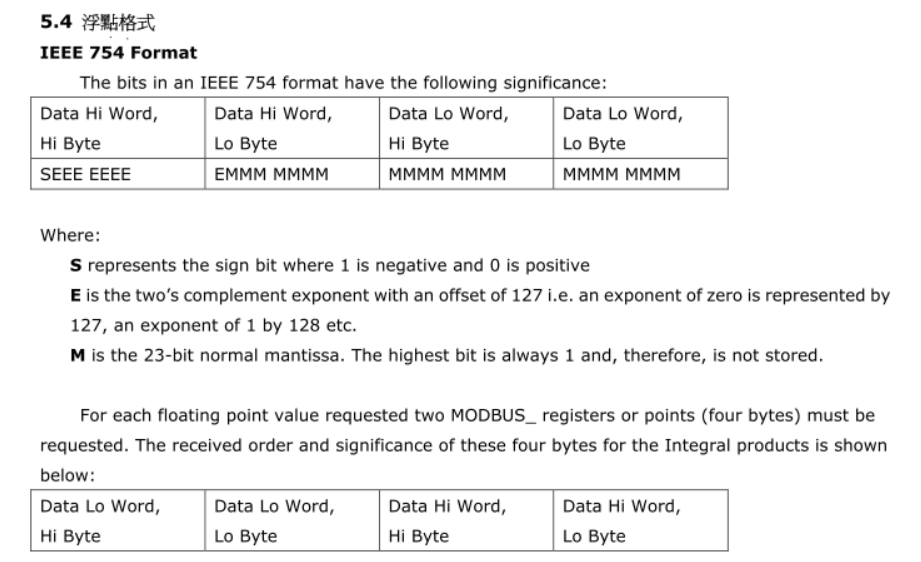 5.4 浮點格式
IEEE 754 Format
The bits in an IEEE 754 format have the following significance:
Data Hi Word, Data Hi Word, Data Lo Word, Data Lo Word,
Hi Byte Lo Byte Hi Byte Lo Byte
SEEE EEEE EMMM MMMM MMMM MMMM MMMM MMMM
Where:
S represents the sign bit where 1 is negative and 0 is positive
E is the two’s complement exponent with an offset of 127 i.e. an exponent of zero is represented by
127, an exponent of 1 by 128 etc.
M is the 23-bit normal mantissa. The highest bit is always 1 and, therefore, is not stored.
For each floating point value requested two MODBUS_ registers or points (four bytes) must be
requested. The received order and significance of these four bytes for the Integral products is shown
below:
Data Lo Word, Data Lo Word, Data Hi Word, Data Hi Word,
Hi Byte Lo Byte Hi Byte Lo Byte